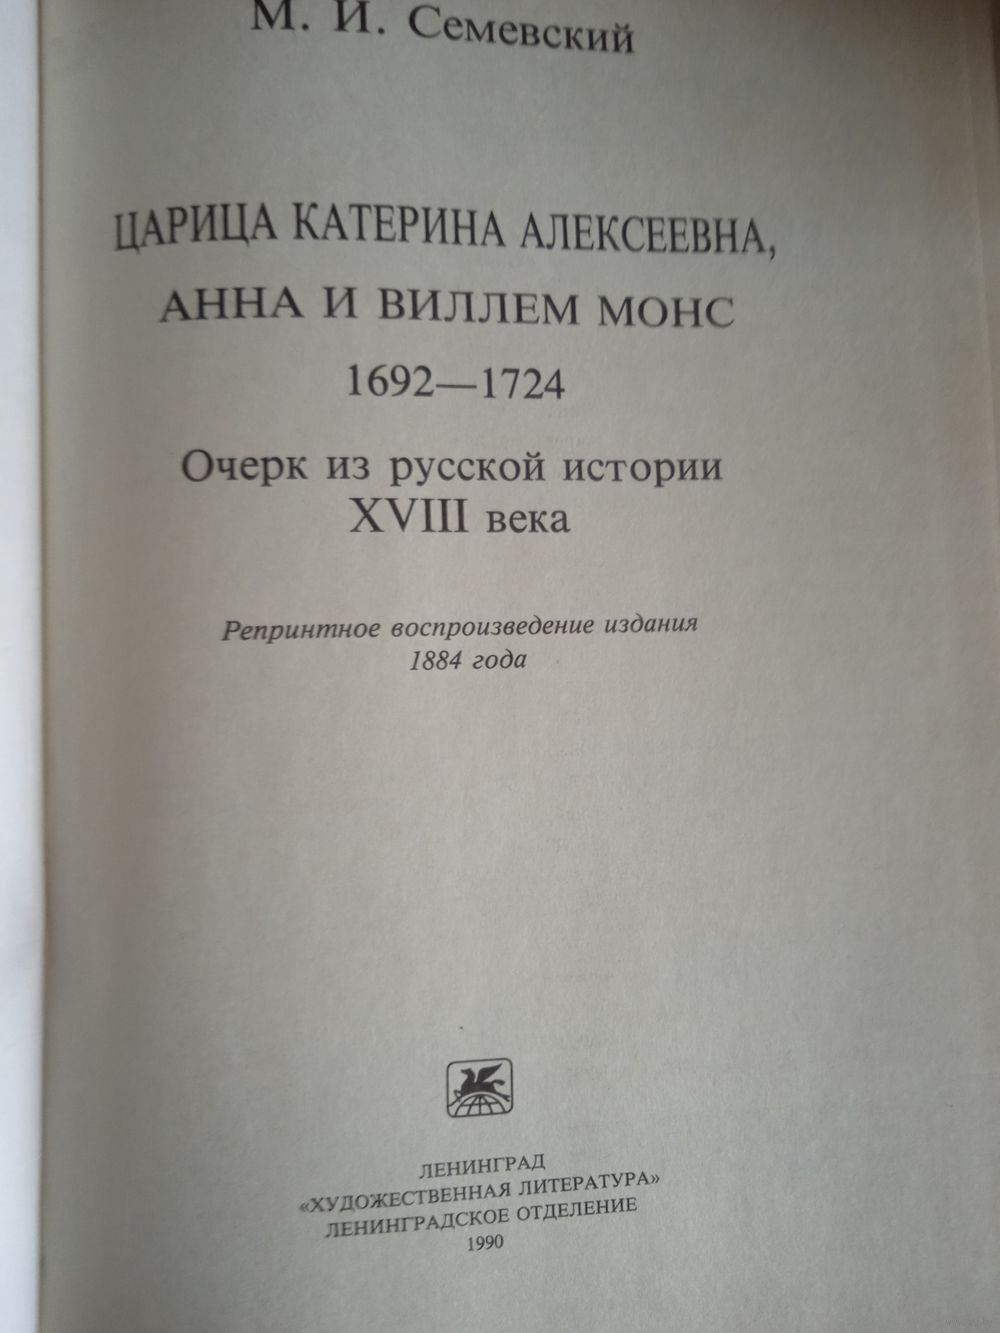 М. И. Семевский
ЦАРИЦА КАТЕРИНА АЛЕКСЕЕВНА,
АННА И ВИЛЛЕМ МОНС
1692—1724
Очерк из русской истории
XVIII века
Репринтное воспроизведение издания
1884 года
ЛЕНИНГРАД
«ХУДОЖЕСТВЕННАЯ ЛИТЕРАТУРА»
ЛЕНИНГРАДСКОЕ ОТДЕЛЕНИЕ
1990